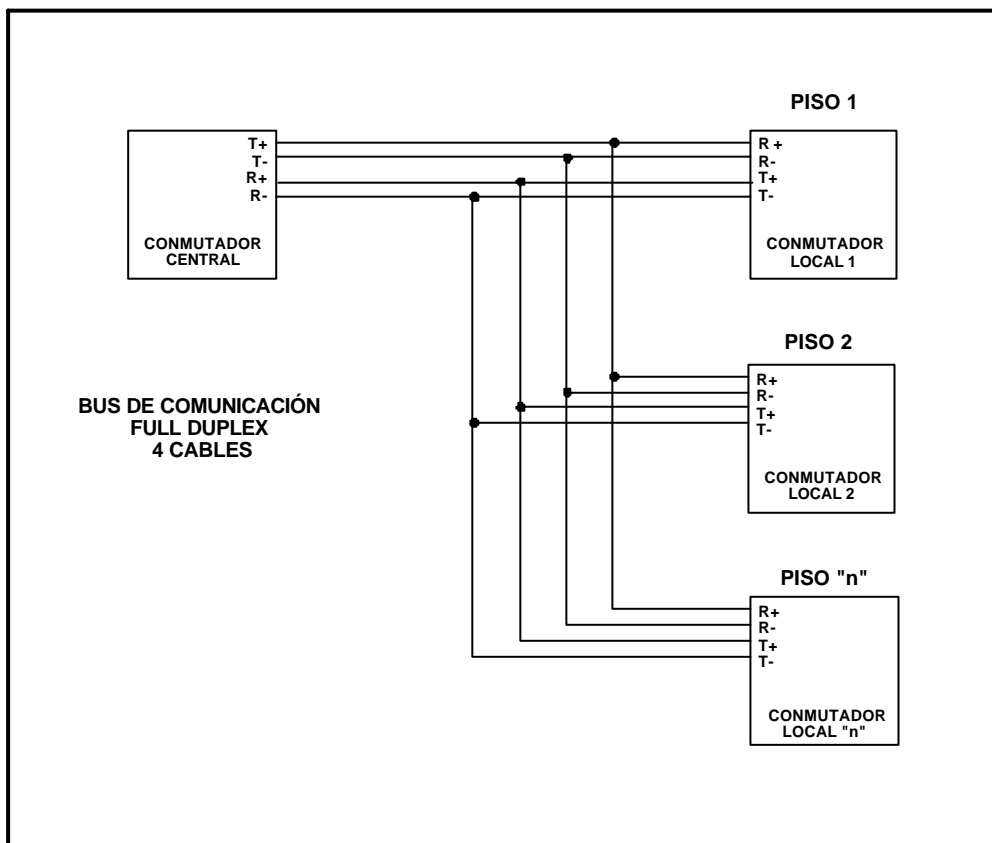 PISO 1
T+
T-
R+
R-
CONMUTADOR
CENTRAL
R +
R-
T+
T-
CONMUTADOR
LOCAL 1
PISO 2
R+
R-
T+
T-
CONMUTADOR
LOCAL 2
BUS DE COMUNICACIÓN
FULL DUPLEX
4 CABLES
PISO "n"
R+
R-
T+
T-
CONMUTADOR
LOCAL "n"